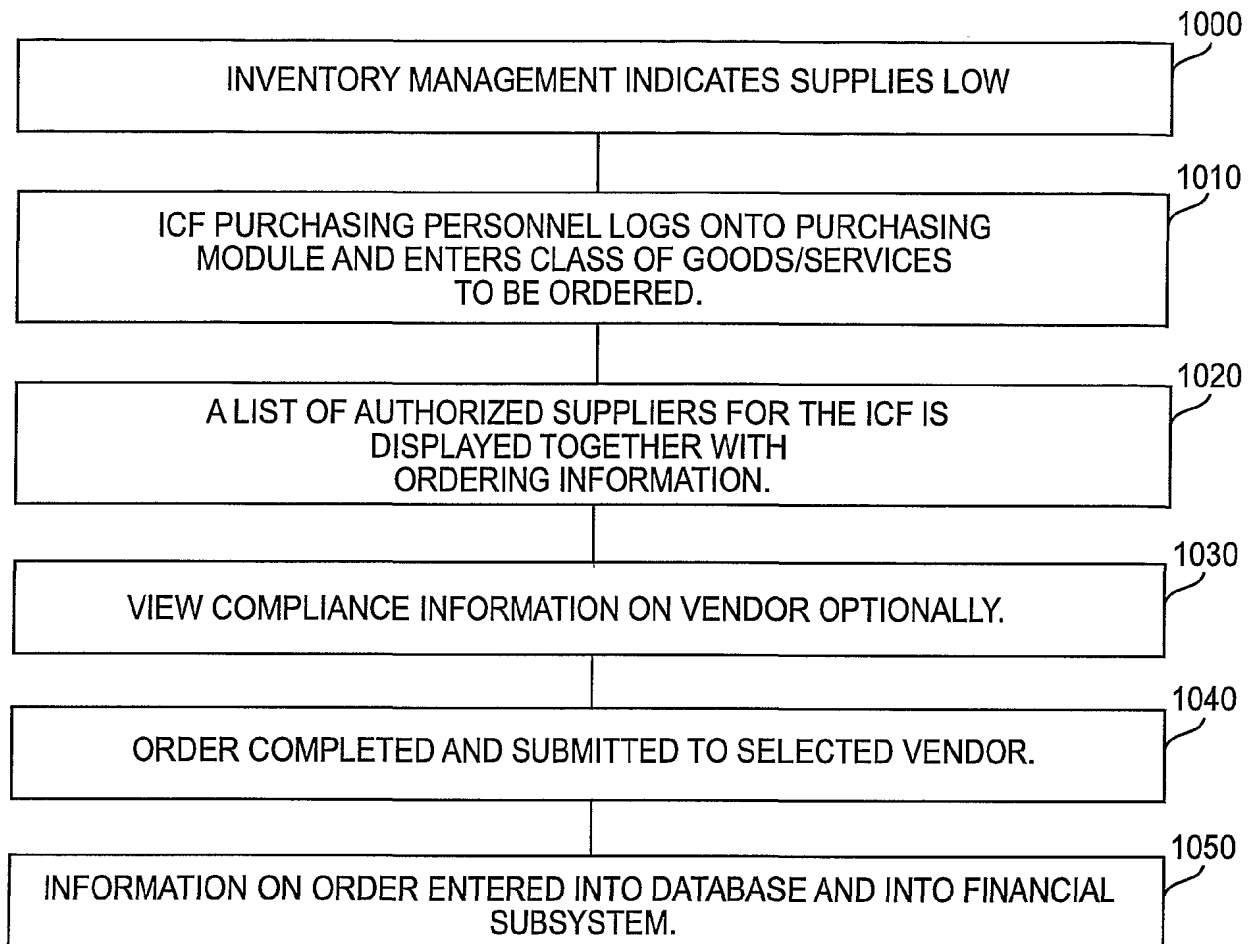 1000
INVENTORY MANAGEMENT INDICATES SUPPLIES LOW
1010
ICF PURCHASING PERSONNEL LOGS ONTO PURCHASING
MODULE AND ENTERS CLASS OF GOODS/SERVICES
TO BE ORDERED.
1020
A LIST OF AUTHORIZED SUPPLIERS FOR THE ICF IS
DISPLAYED TOGETHER WITH
ORDERING INFORMATION.
1030
VIEW COMPLIANCE INFORMATION ON VENDOR OPTIONALLY.
1040
ORDER COMPLETED AND SUBMITTED TO SELECTED VENDOR.
1050
INFORMATION ON ORDER ENTERED INTO DATABASE AND INTO FINANCIAL
SUBSYSTEM.